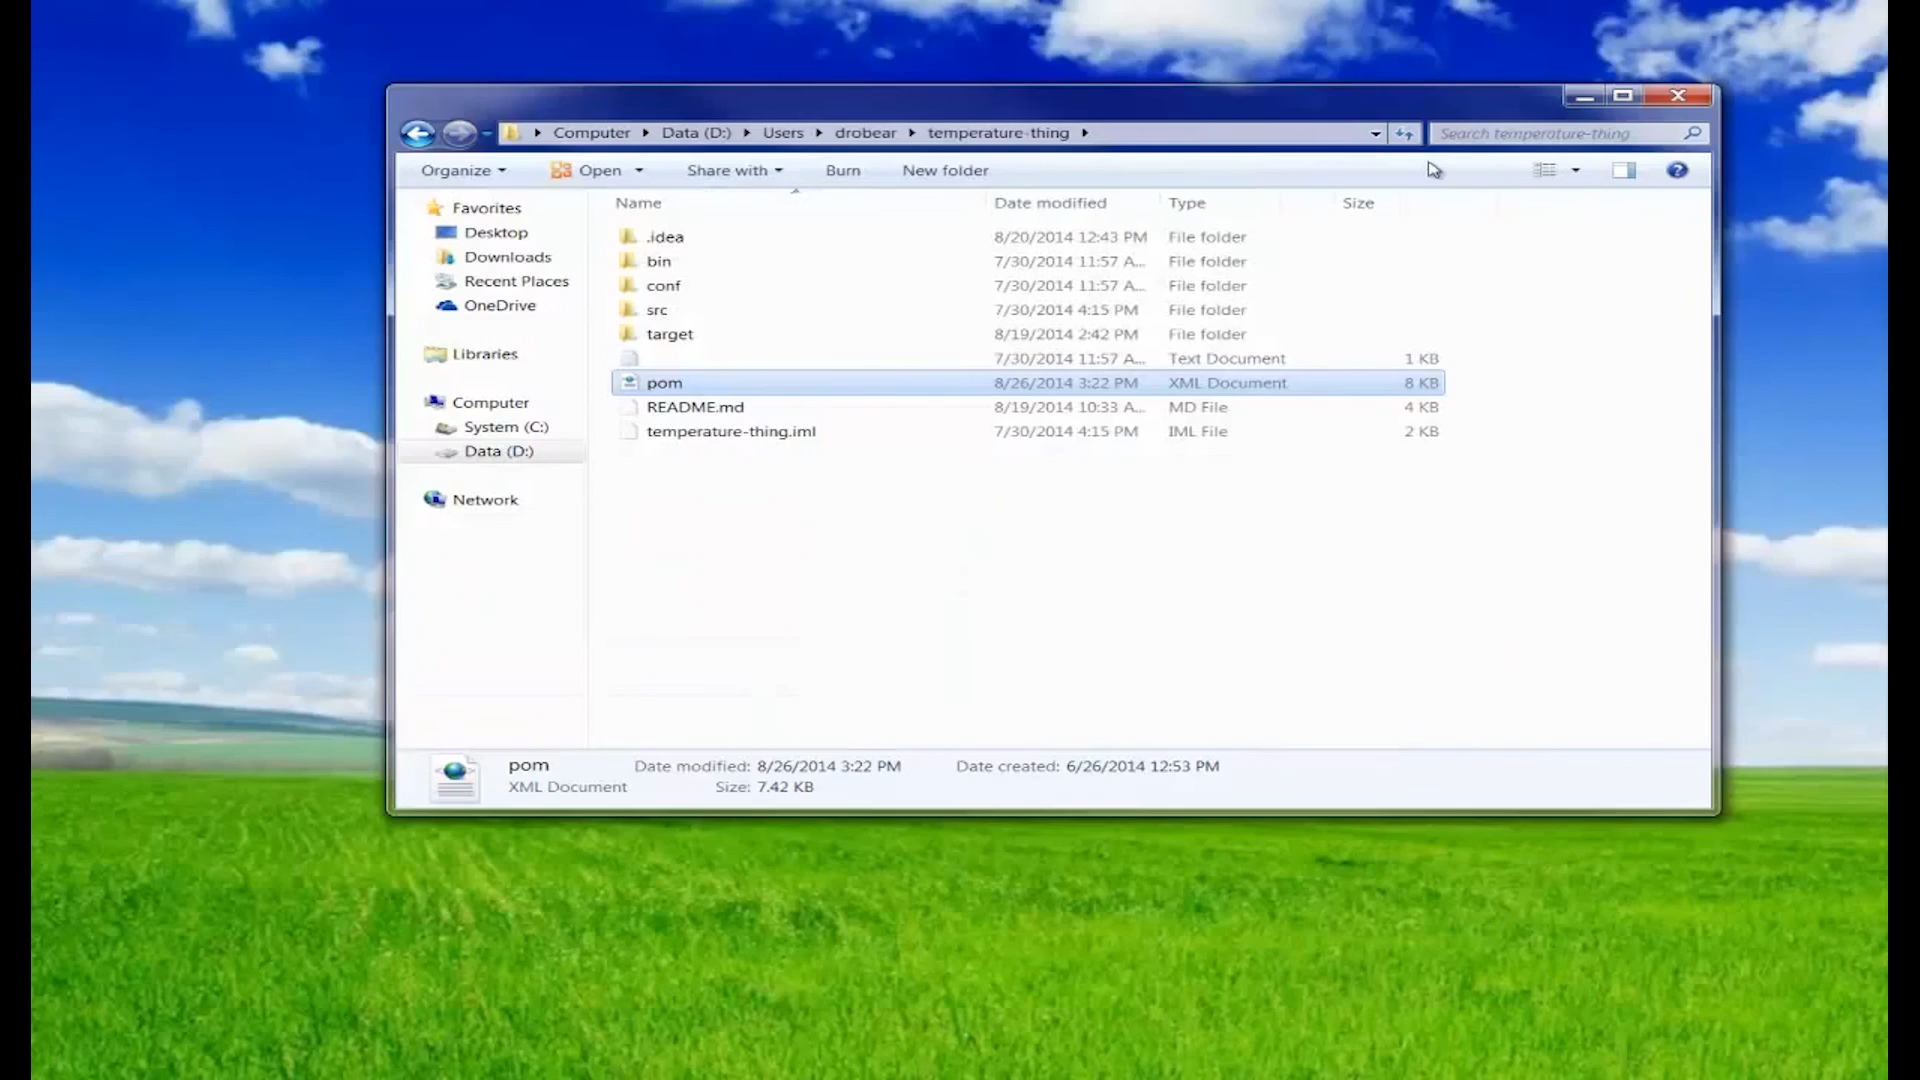 Computer Data (D:) Users drobear temperature-thing Search temperature-thing
Organize Open Share with Burn New folder
Favorites
Desktop
Downloads
Recent Places
OneDrive
Libraries
Computer
System (C:)
Data (D:)
Network
Name Date modified Type Size
.idea 8/20/2014 12:43 PM File folder
bin 7/30/2014 11:57 A... File folder
conf 7/30/2014 11:57 A... File folder
src 7/30/2014 4:15 PM File folder
target 8/19/2014 2:42 PM File folder
7/30/2014 11:57 A... Text Document 1 KB
pom 8/26/2014 3:22 PM XML Document 8 KB
README.md 8/19/2014 10:33 A... MD File 4 KB
temperature-thing.iml 7/30/2014 4:15 PM IML File 2 KB
pom Date modified: 8/26/2014 3:22 PM Date created: 6/26/2014 12:53 PM
XML Document Size: 7.42 KB